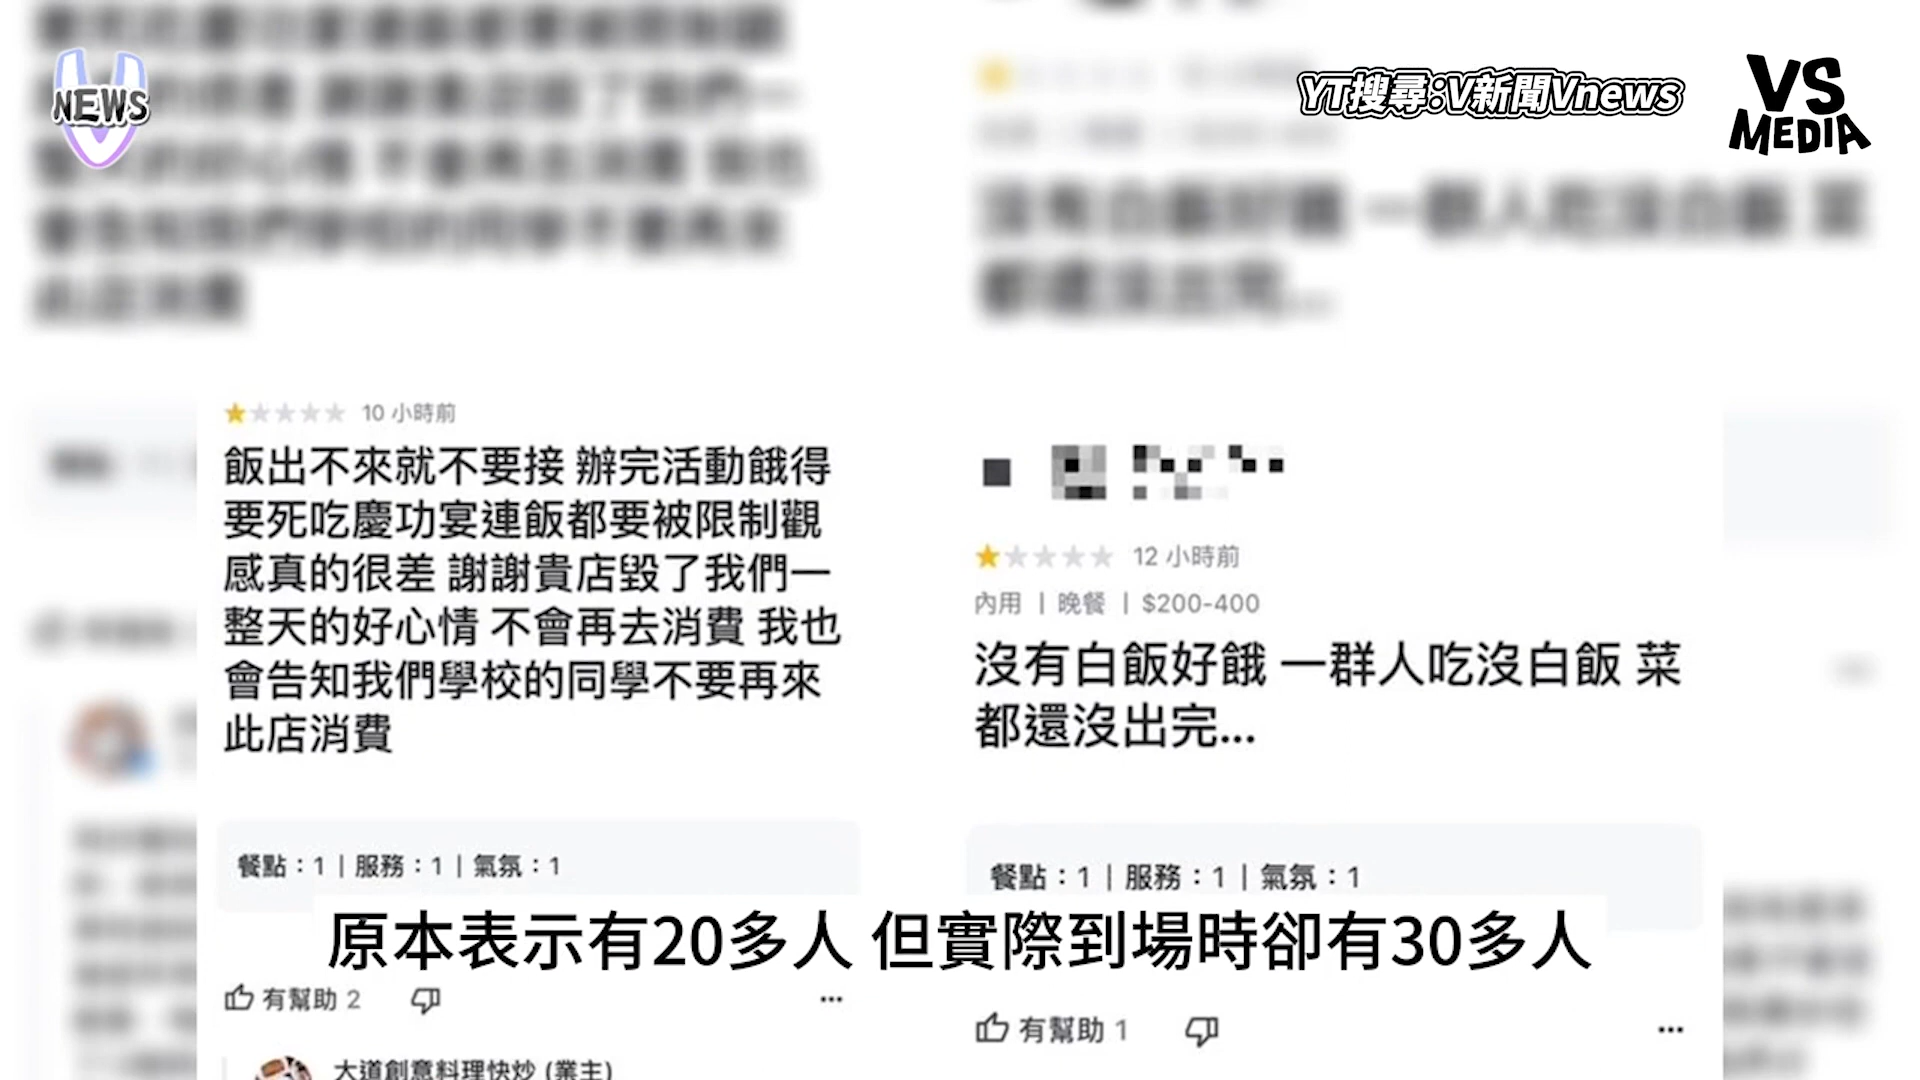 NEWS
YT搜尋:V新聞Vnews
VS
MEDIA
10 小時前
飯出不來就不要接 辦完活動餓得
要死吃慶功宴連飯都要被限制觀
感真的很差 謝謝貴店毀了我們一
整天的好心情 不會再去消費 我也
會告知我們學校的同學不要再來
此店消費
餐點：1 | 服務：1 | 氣氛：1
有幫助 2
大道創意料理快炒 (業主)
12 小時前
內用 | 晚餐 | $200-400
沒有白飯好餓 一群人吃沒白飯 菜
都還沒出完...
餐點：1 | 服務：1 | 氣氛：1
有幫助 1
原本表示有20多人 但實際到場時卻有30多人